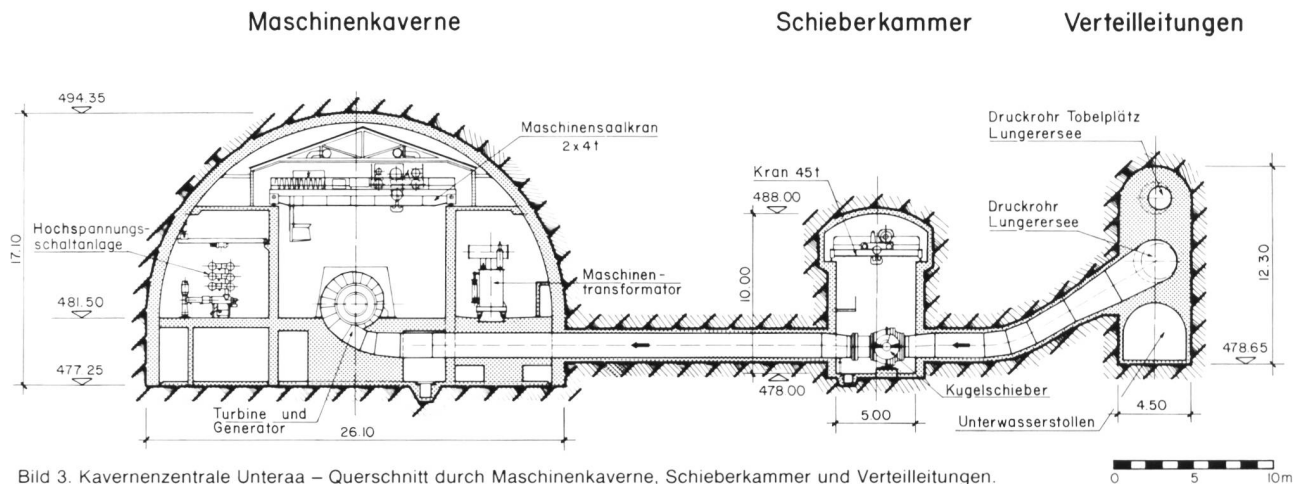 Maschinenkaverne
Schieberkammer
Verteilleitungen
494.35
Maschinensaalkran
2 x 4 t
Hochspannungs-
schaltanlage
17.10
481.50
477.25
Maschinen-
transformator
Turbine und
Generator
26.10
Kran 45 t
488.00
10.00
478.00
Kugelschieber
5.00
Druckrohr Tobelplätz
Lungerersee
Druckrohr
Lungerersee
12.30
478.65
Unterwasserstollen
4.50
Bild 3. Kavernenzentrale Unteraa – Querschnitt durch Maschinenkaverne, Schieberkammer und Verteilleitungen.
0 5 10 m